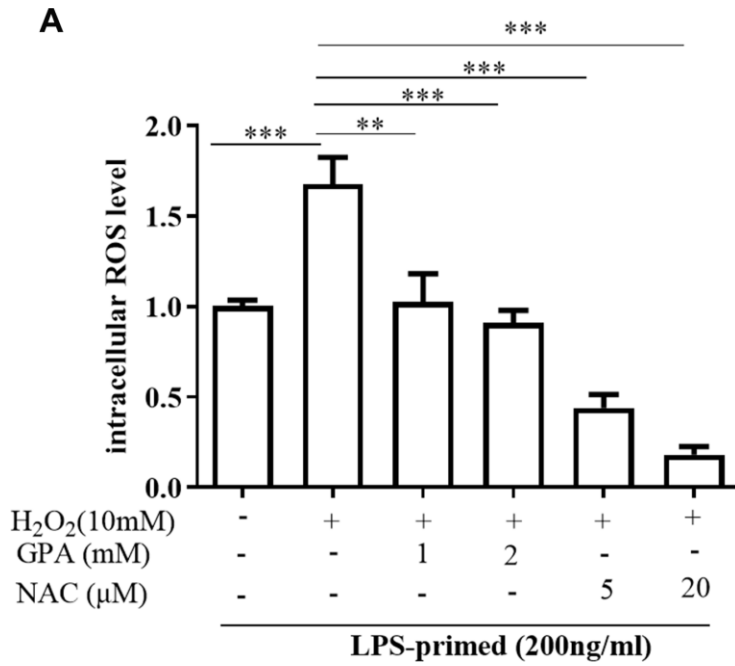 A
***
***
***
*** **
2.0
1.5
1.0
0.5
0.0
intracellular ROS level
H₂O₂(10mM) - + + + + +
GPA (mM) - - 1 2 - -
NAC (μM) - - - - 5 20
LPS-primed (200ng/ml)